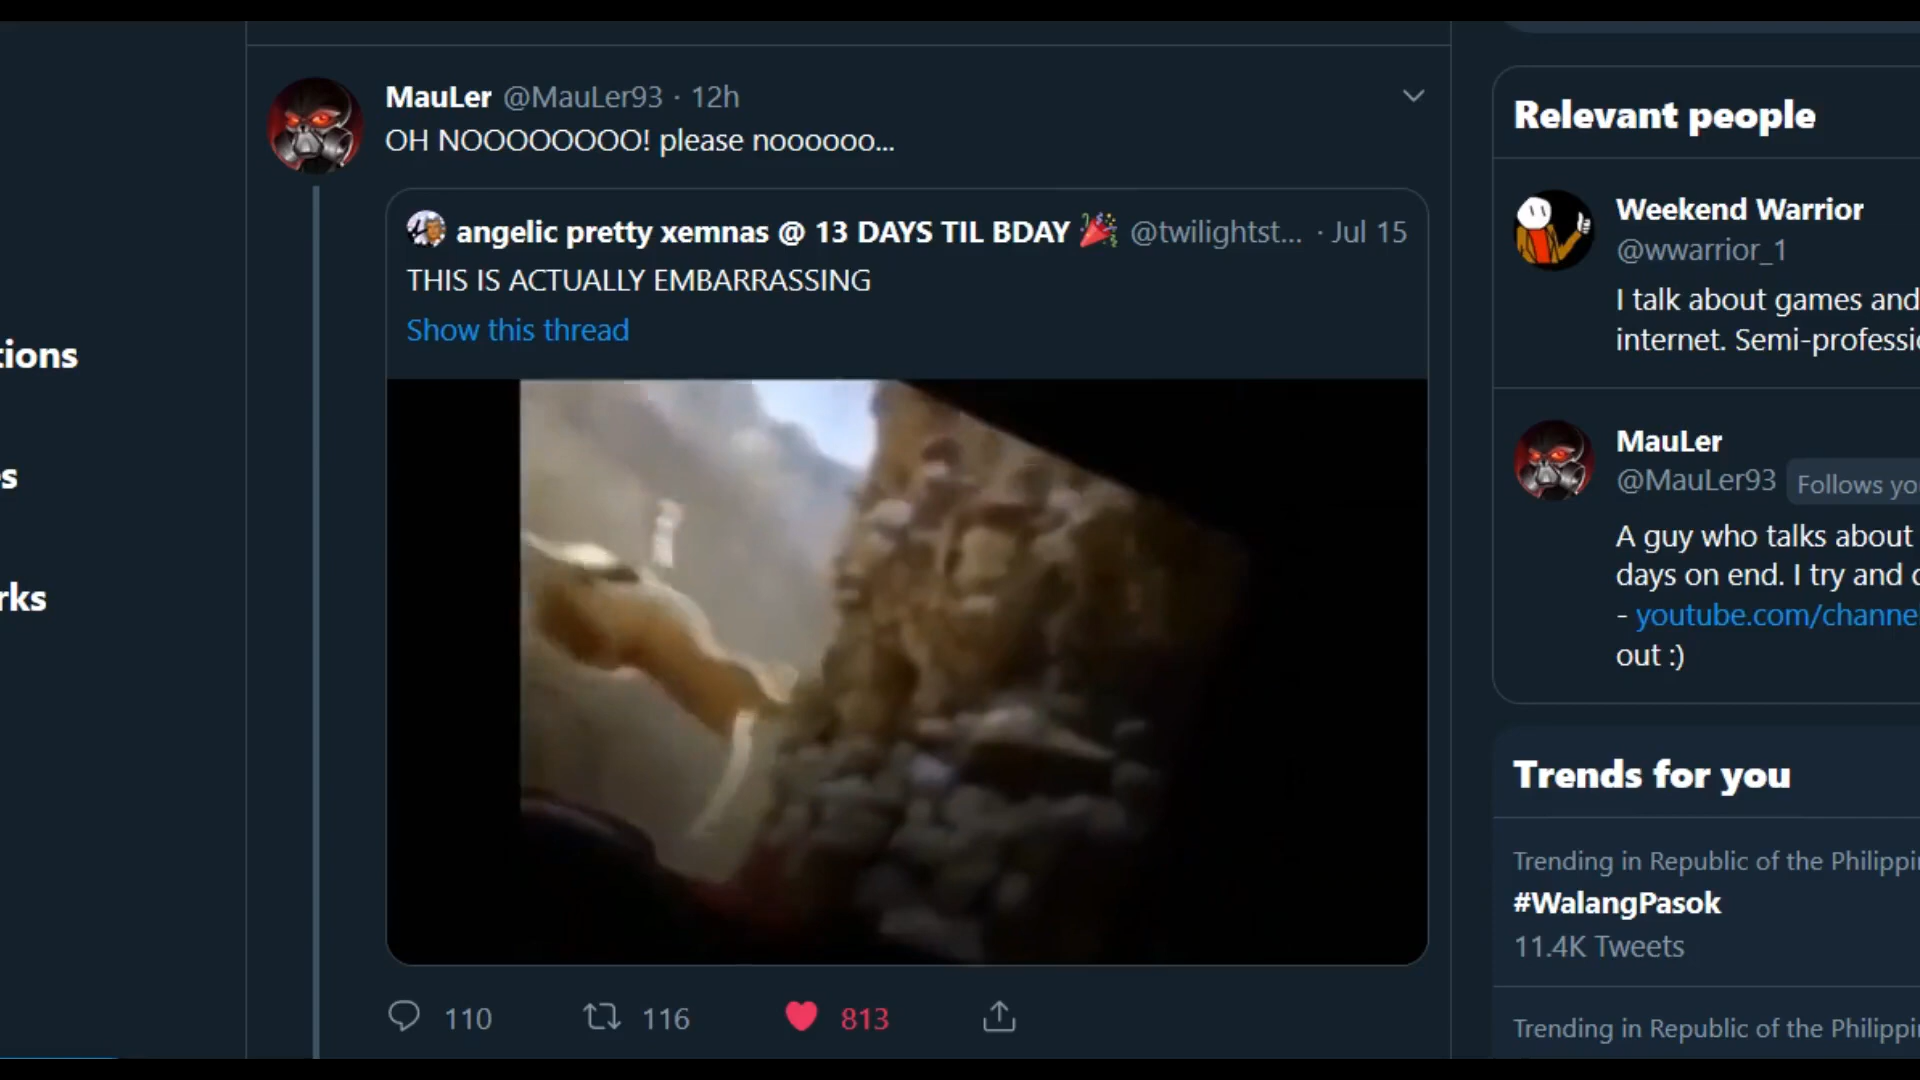 MauLer @MauLer93 · 12h
OH NOOOOOOOO! please noooooo...
angelic pretty xemnas @ 13 DAYS TIL BDAY 🎉 @twilightst... · Jul 15
THIS IS ACTUALLY EMBARRASSING
Show this thread
110 116 813
tions
es
rks
Relevant people
Weekend Warrior
@wwarrior_1
I talk about games and
internet. Semi-professio
MauLer
@MauLer93 Follows yo
A guy who talks about
days on end. I try and
- youtube.com/channe
out :)
Trends for you
Trending in Republic of the Philippin
#WalangPasok
11.4K Tweets
Trending in Republic of the Philippin